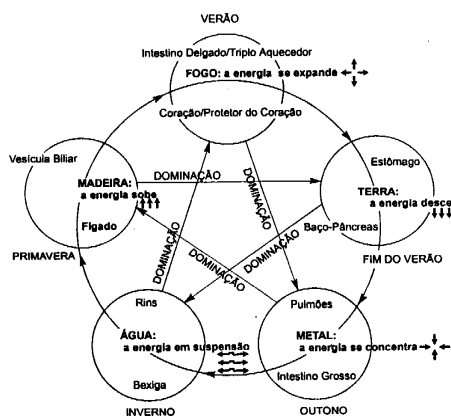 VERÃO
Intestino Delgado/Triplo Aquecedor
FOGO: a energia se expande
Coração/Protetor do Coração
Vesícula Biliar
MADEIRA:
a energia sobe
Fígado
PRIMAVERA
DOMINAÇÃO
DOMINAÇÃO
DOMINAÇÃO
DOMINAÇÃO
DOMINAÇÃO
Estômago
TERRA:
a energia desce
Baço-Pâncreas
FIM DO VERÃO
Rins
ÁGUA:
a energia em suspensão
Bexiga
INVERNO
Pulmões
METAL:
a energia se concentra
Intestino Grosso
OUTONO